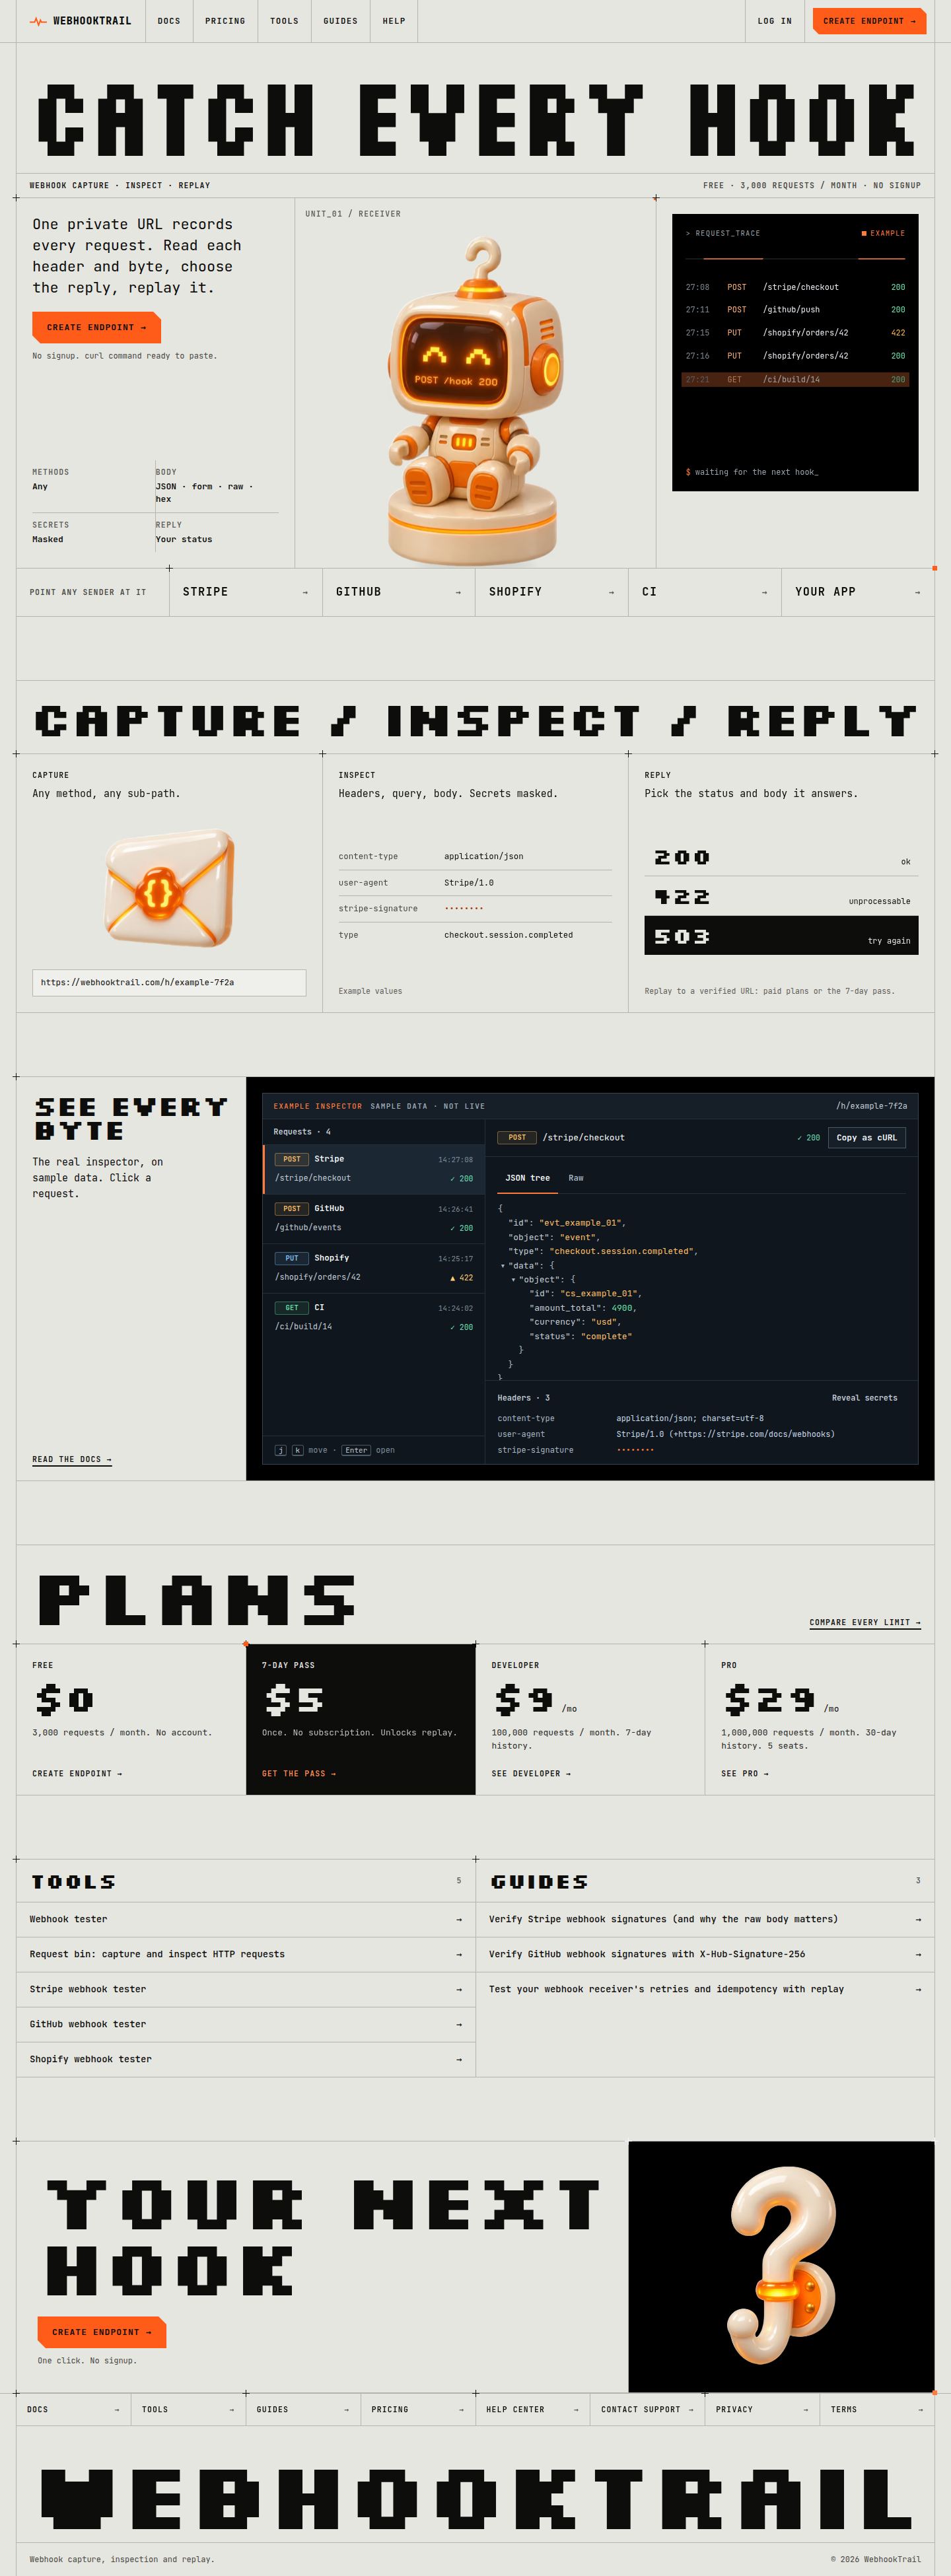 WEBHOOKTRAIL DOCS PRICING TOOLS GUIDES HELP LOG IN CREATE ENDPOINT →
CATCH EVERY HOOK
WEBHOOK CAPTURE · INSPECT · REPLAY
FREE · 3,000 REQUESTS / MONTH · NO SIGNUP
One private URL records
every request. Read each
header and byte, choose
the reply, replay it.
CREATE ENDPOINT →
No signup. curl command ready to paste.
METHODS
Any
BODY
JSON · form · raw ·
hex
SECRETS
Masked
REPLY
Your status
UNIT_01 / RECEIVER
POST /hook 200
> REQUEST_TRACE EXAMPLE
27:08 POST /stripe/checkout 200
27:11 POST /github/push 200
27:15 PUT /shopify/orders/42 422
27:16 PUT /shopify/orders/42 200
27:21 GET /ci/build/14 200
$ waiting for the next hook_
POINT ANY SENDER AT IT STRIPE → GITHUB → SHOPIFY → CI → YOUR APP →
CAPTURE / INSPECT / REPLY
CAPTURE
Any method, any sub-path.
{}
https://webhooktrail.com/h/example-7f2a
INSPECT
Headers, query, body. Secrets masked.
content-type application/json
user-agent Stripe/1.0
stripe-signature ••••••••
type checkout.session.completed
Example values
REPLY
Pick the status and body it answers.
200 ok
422 unprocessable
503 try again
Replay to a verified URL: paid plans or the 7-day pass.
SEE EVERY
BYTE
The real inspector, on
sample data. Click a
request.
READ THE DOCS →
EXAMPLE INSPECTOR SAMPLE DATA · NOT LIVE /h/example-7f2a
Requests · 4
POST Stripe 14:27:08
/stripe/checkout ✓ 200
POST GitHub 14:26:41
/github/events ✓ 200
PUT Shopify 14:25:17
/shopify/orders/42 ▲ 422
GET CI 14:24:02
/ci/build/14 ✓ 200
j k move · Enter open
POST /stripe/checkout ✓ 200 Copy as cURL
JSON tree Raw
{
"id": "evt_example_01",
"object": "event",
"type": "checkout.session.completed",
▾ "data": {
▾ "object": {
"id": "cs_example_01",
"amount_total": 4900,
"currency": "usd",
"status": "complete"
}
}
}
Headers · 3 Reveal secrets
content-type application/json; charset=utf-8
user-agent Stripe/1.0 (+https://stripe.com/docs/webhooks)
stripe-signature ••••••••
PLANS
COMPARE EVERY LIMIT →
FREE
$0
3,000 requests / month. No account.
CREATE ENDPOINT →
7-DAY PASS
$5
Once. No subscription. Unlocks replay.
GET THE PASS →
DEVELOPER
$9 /mo
100,000 requests / month. 7-day
history.
SEE DEVELOPER →
PRO
$29 /mo
1,000,000 requests / month. 30-day
history. 5 seats.
SEE PRO →
TOOLS 5
Webhook tester →
Request bin: capture and inspect HTTP requests →
Stripe webhook tester →
GitHub webhook tester →
Shopify webhook tester →
GUIDES 3
Verify Stripe webhook signatures (and why the raw body matters) →
Verify GitHub webhook signatures with X-Hub-Signature-256 →
Test your webhook receiver's retries and idempotency with replay →
YOUR NEXT
HOOK
CREATE ENDPOINT →
One click. No signup.
DOCS → TOOLS → GUIDES → PRICING → HELP CENTER → CONTACT SUPPORT → PRIVACY → TERMS →
WEBHOOKTRAIL
Webhook capture, inspection and replay.
© 2026 WebhookTrail